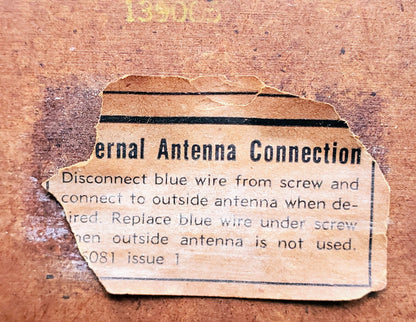 139063
ernal Antenna Connection
Disconnect blue wire from screw and
connect to outside antenna when de-
ired. Replace blue wire under screw
hen outside antenna is not used.
5081 issue 1